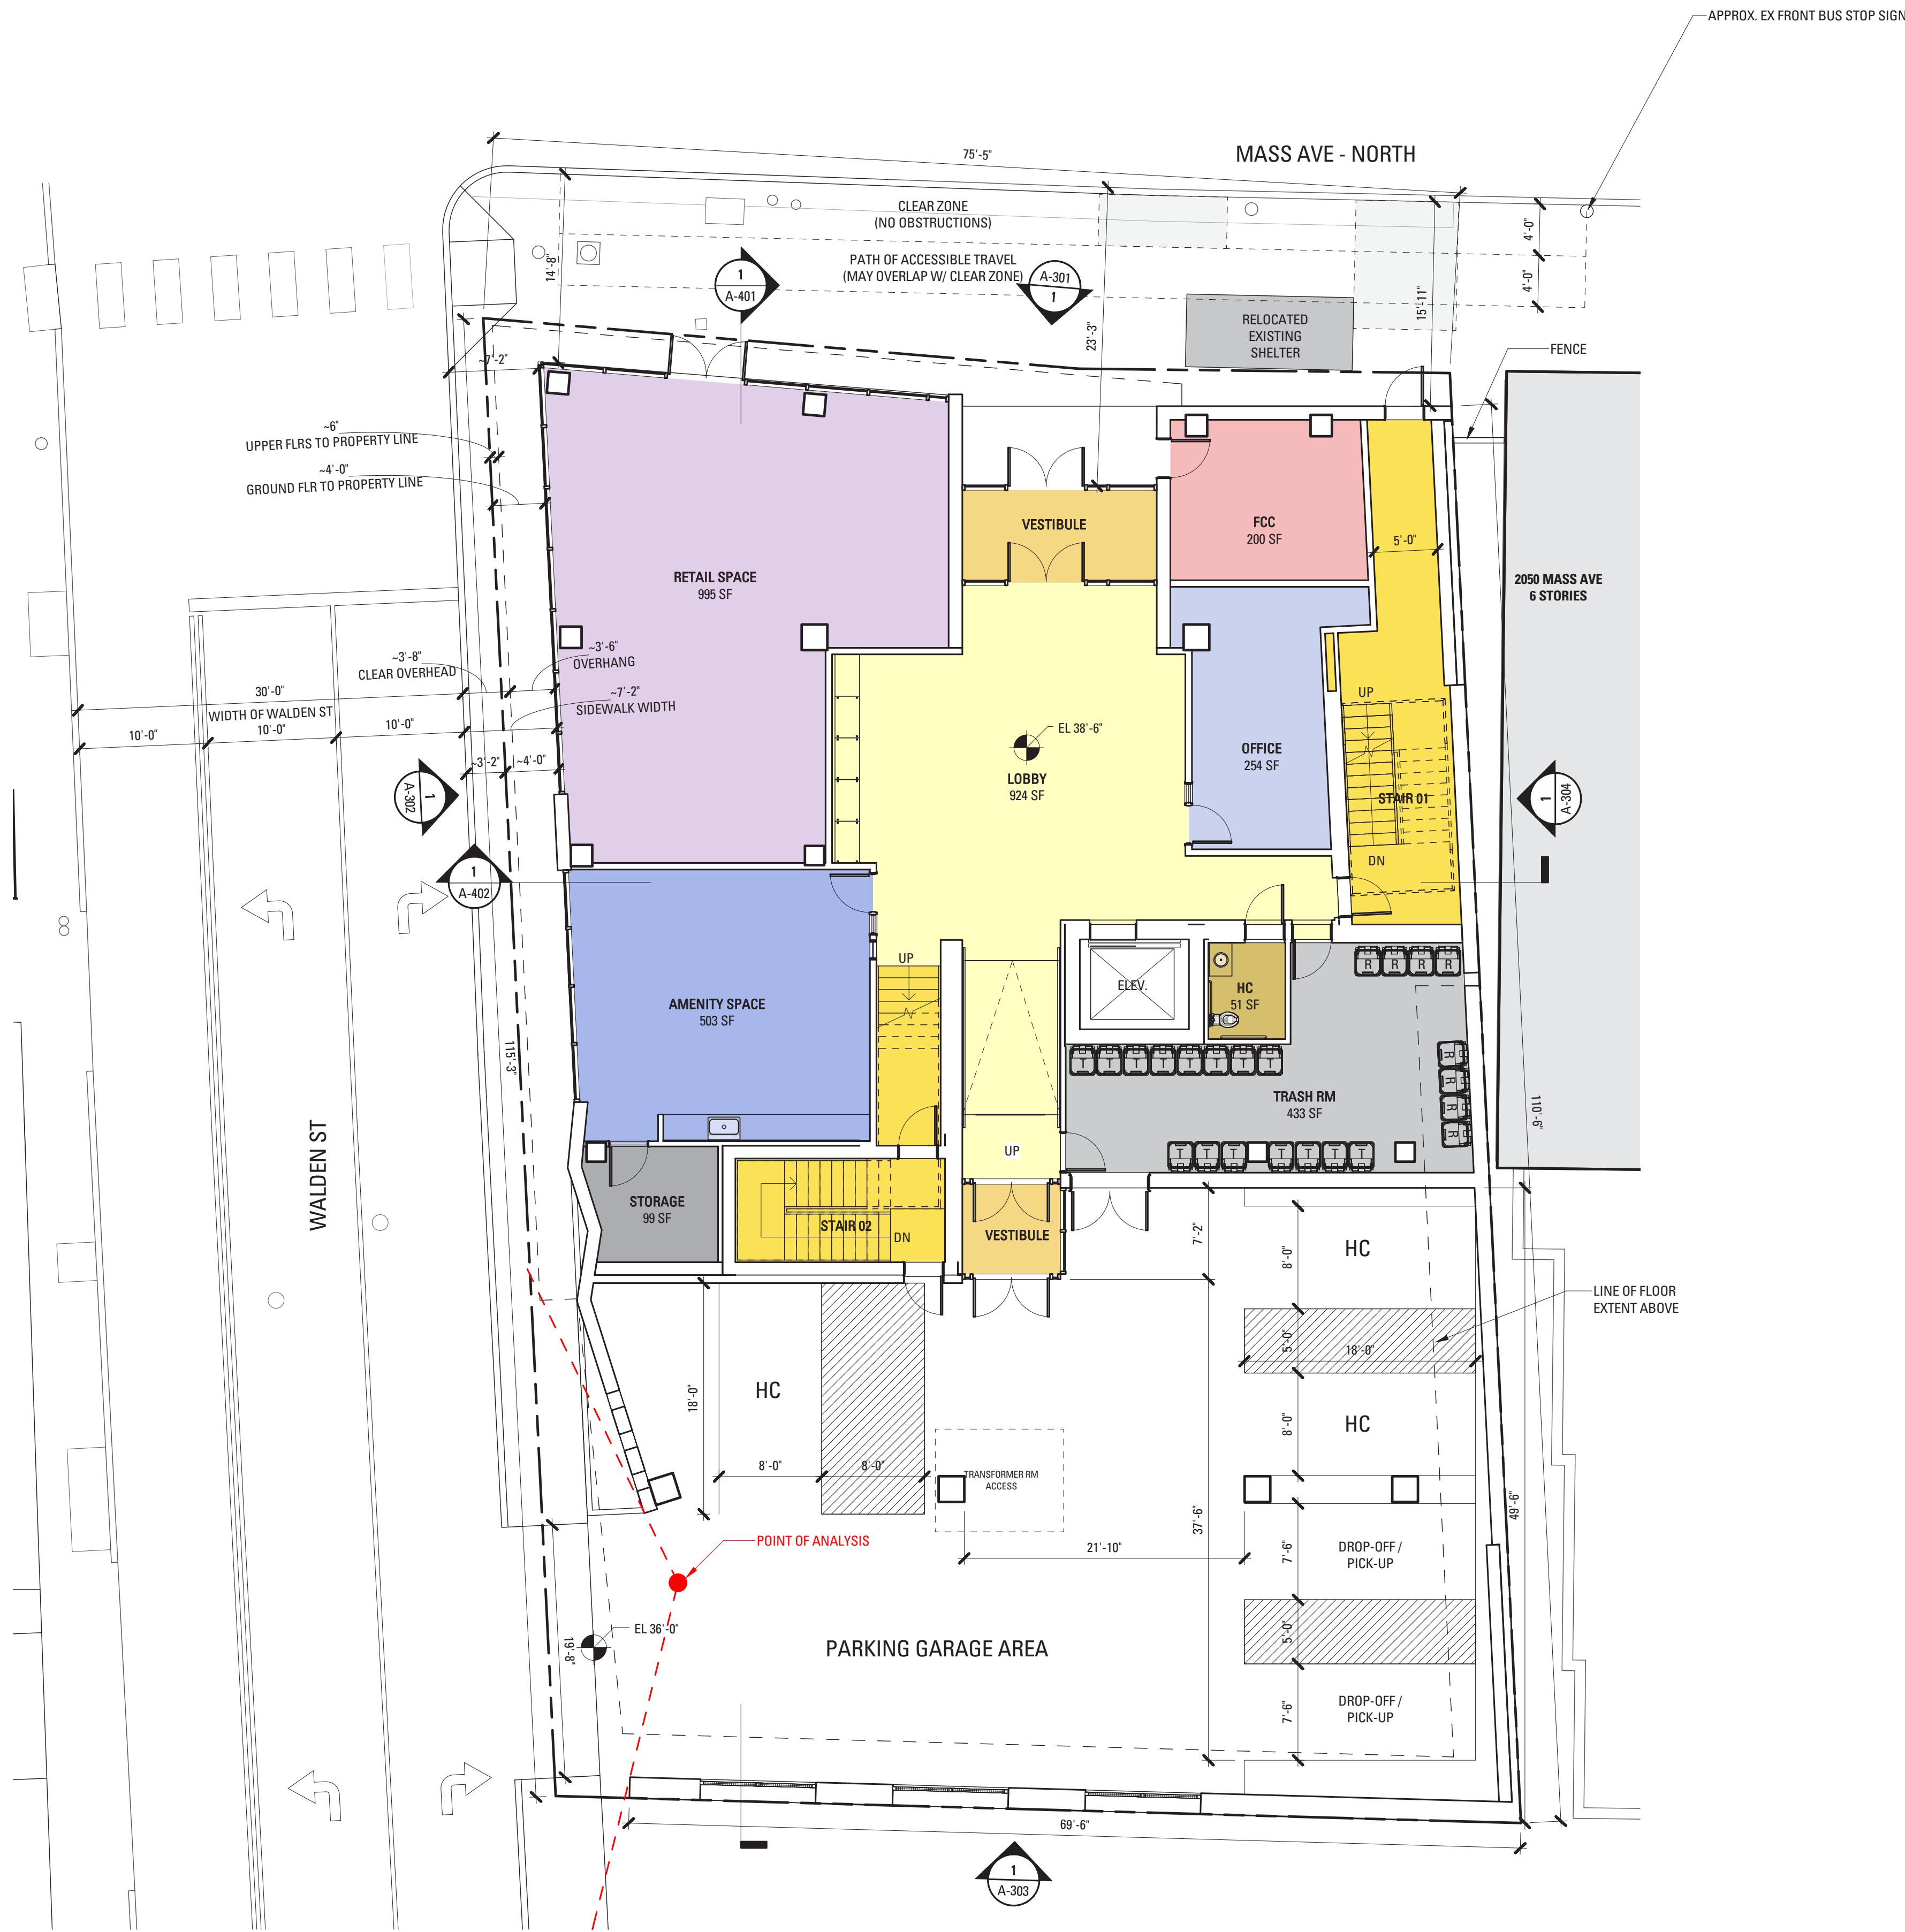 APPROX. EX FRONT BUS STOP SIGN
MASS AVE - NORTH
75'-5"
CLEAR ZONE
(NO OBSTRUCTIONS)
PATH OF ACCESSIBLE TRAVEL
(MAY OVERLAP W/ CLEAR ZONE)
14'-8"
1
A-401
A-301
1
23'-3"
15'-11"
4'-0"
4'-0"
RELOCATED
EXISTING
SHELTER
FENCE
~7'-2"
~6"
UPPER FLRS TO PROPERTY LINE
~4'-0"
GROUND FLR TO PROPERTY LINE
VESTIBULE
FCC
200 SF
5'-0"
RETAIL SPACE
995 SF
2050 MASS AVE
6 STORIES
~3'-8"
CLEAR OVERHEAD
~3'-6"
OVERHANG
30'-0"
WIDTH OF WALDEN ST
~7'-2"
SIDEWALK WIDTH
10'-0"
10'-0"
10'-0"
~3'-2"
~4'-0"
UP
EL 38'-6"
LOBBY
924 SF
OFFICE
254 SF
STAIR 01
DN
1
A-302
1
A-304
1
A-402
UP
ELEV.
HC
51 SF
R
R
R
R
AMENITY SPACE
503 SF
115'-3"
T
T
T
T
T
T
T
T
R
R
R
R
TRASH RM
433 SF
110'-6"
WALDEN ST
UP
T
T
T
T
T
T
T
STORAGE
99 SF
STAIR 02
DN
VESTIBULE
7'-2"
8'-0"
HC
LINE OF FLOOR
EXTENT ABOVE
5'-0"
18'-0"
18'-0"
HC
8'-0"
8'-0"
8'-0"
HC
TRANSFORMER RM
ACCESS
37'-6"
49'-6"
POINT OF ANALYSIS
21'-10"
7'-6"
DROP-OFF /
PICK-UP
EL 36'-0"
19'-8"
PARKING GARAGE AREA
5'-0"
7'-6"
DROP-OFF /
PICK-UP
69'-6"
1
A-303